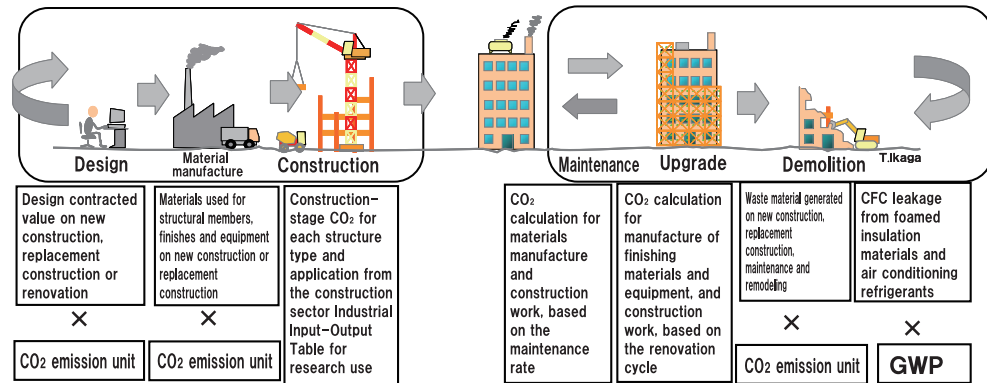 Design
Material
manufacture
Construction
Maintenance
Upgrade
Demolition
T.Ikaga
Design contracted
value on new
construction,
replacement
construction or
renovation
×
CO₂ emission unit
Materials used for
structural members,
finishes and equipment
on new construction or
replacement
construction
×
CO₂ emission unit
Construction-
stage CO₂ for
each structure
type and
application from
the construction
sector Industrial
Input-Output
Table for
research use
CO₂
calculation for
materials
manufacture
and
construction
work, based
on the
maintenance
rate
CO₂ calculation
for
manufacture of
finishing
materials and
equipment, and
construction
work, based on
the renovation
cycle
Waste material generated
on new construction,
replacement
construction,
maintenance and
remodeling
×
CO₂ emission unit
CFC leakage
from foamed
insulation
materials and
air conditioning
refrigerants
×
GWP